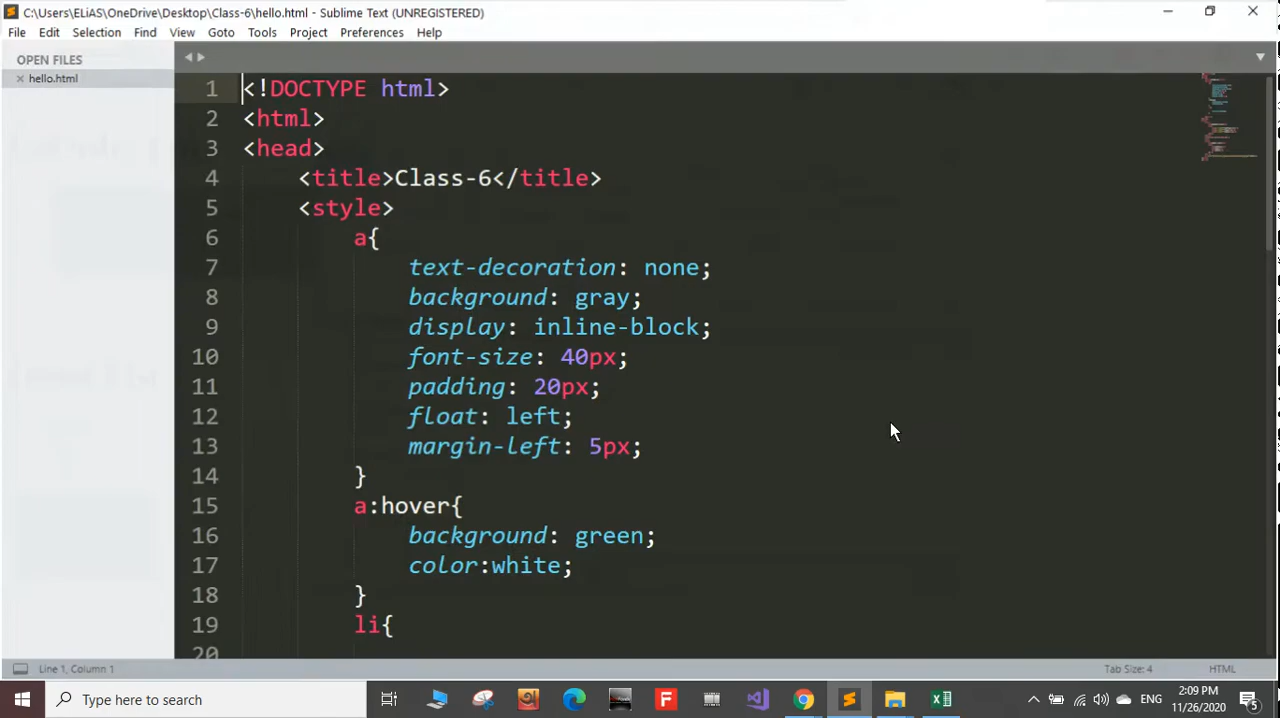 C:\Users\ELiAS\OneDrive\Desktop\Class-6\hello.html - Sublime Text (UNREGISTERED)
File Edit Selection Find View Goto Tools Project Preferences Help
OPEN FILES
hello.html
1 <!DOCTYPE html>
2 <html>
3 <head>
4 <title>Class-6</title>
5 <style>
6 a{
7 text-decoration: none;
8 background: gray;
9 display: inline-block;
10 font-size: 40px;
11 padding: 20px;
12 float: left;
13 margin-left: 5px;
14 }
15 a:hover{
16 background: green;
17 color:white;
18 }
19 li{
20
Line 1, Column 1 Tab Size: 4 HTML
Type here to search ENG 2:09 PM
11/26/2020 5